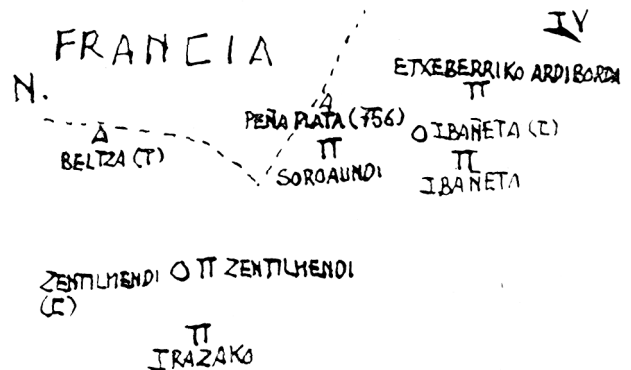 IV
FRANCIA
N.
ETXEBERRIKO ARDIBORDA
PEÑA PLATA (756)
IBAÑETA (I)
BELTZA (T)
SOROAUNDI
IBAÑETA
ZENTILMENDI
ZENTILMENDI
IRAZAKO